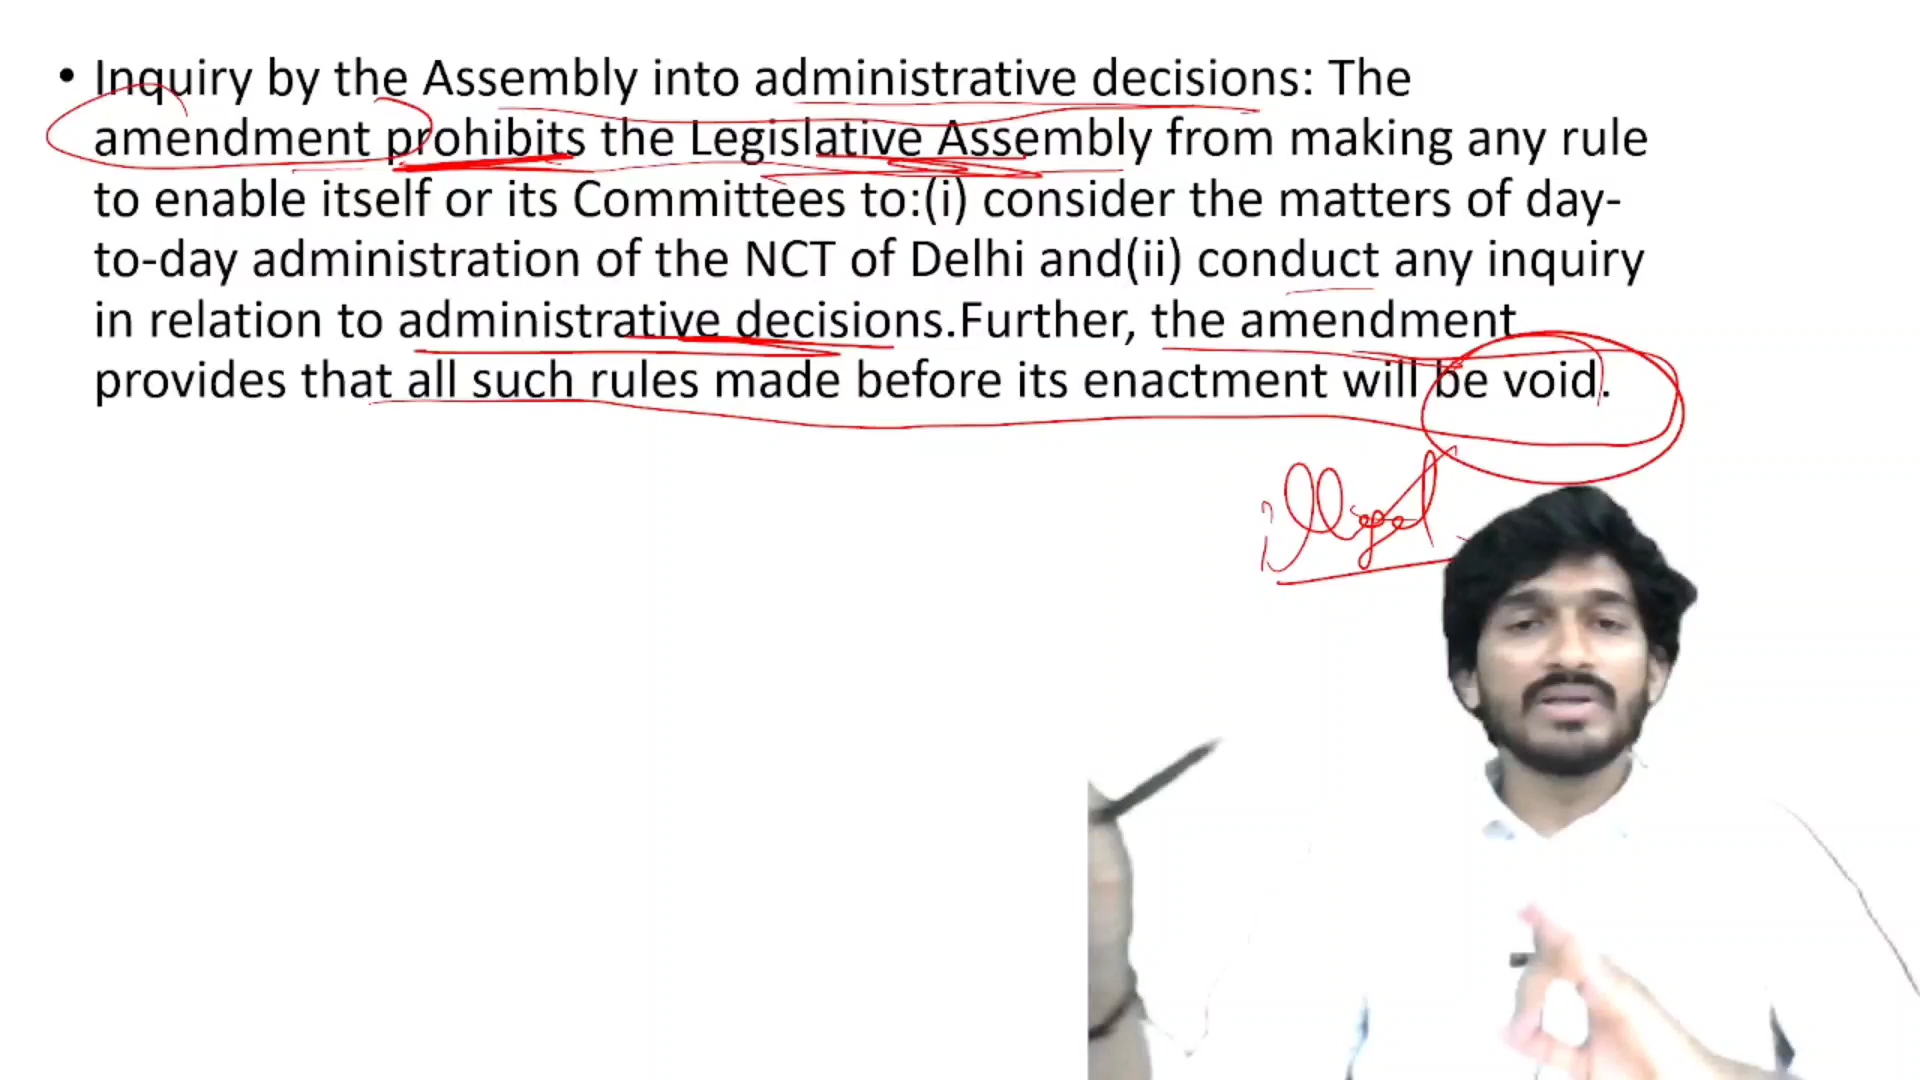 • Inquiry by the Assembly into administrative decisions: The
amendment prohibits the Legislative Assembly from making any rule
to enable itself or its Committees to:(i) consider the matters of day-
to-day administration of the NCT of Delhi and(ii) conduct any inquiry
in relation to administrative decisions.Further, the amendment
provides that all such rules made before its enactment will be void.
illegal